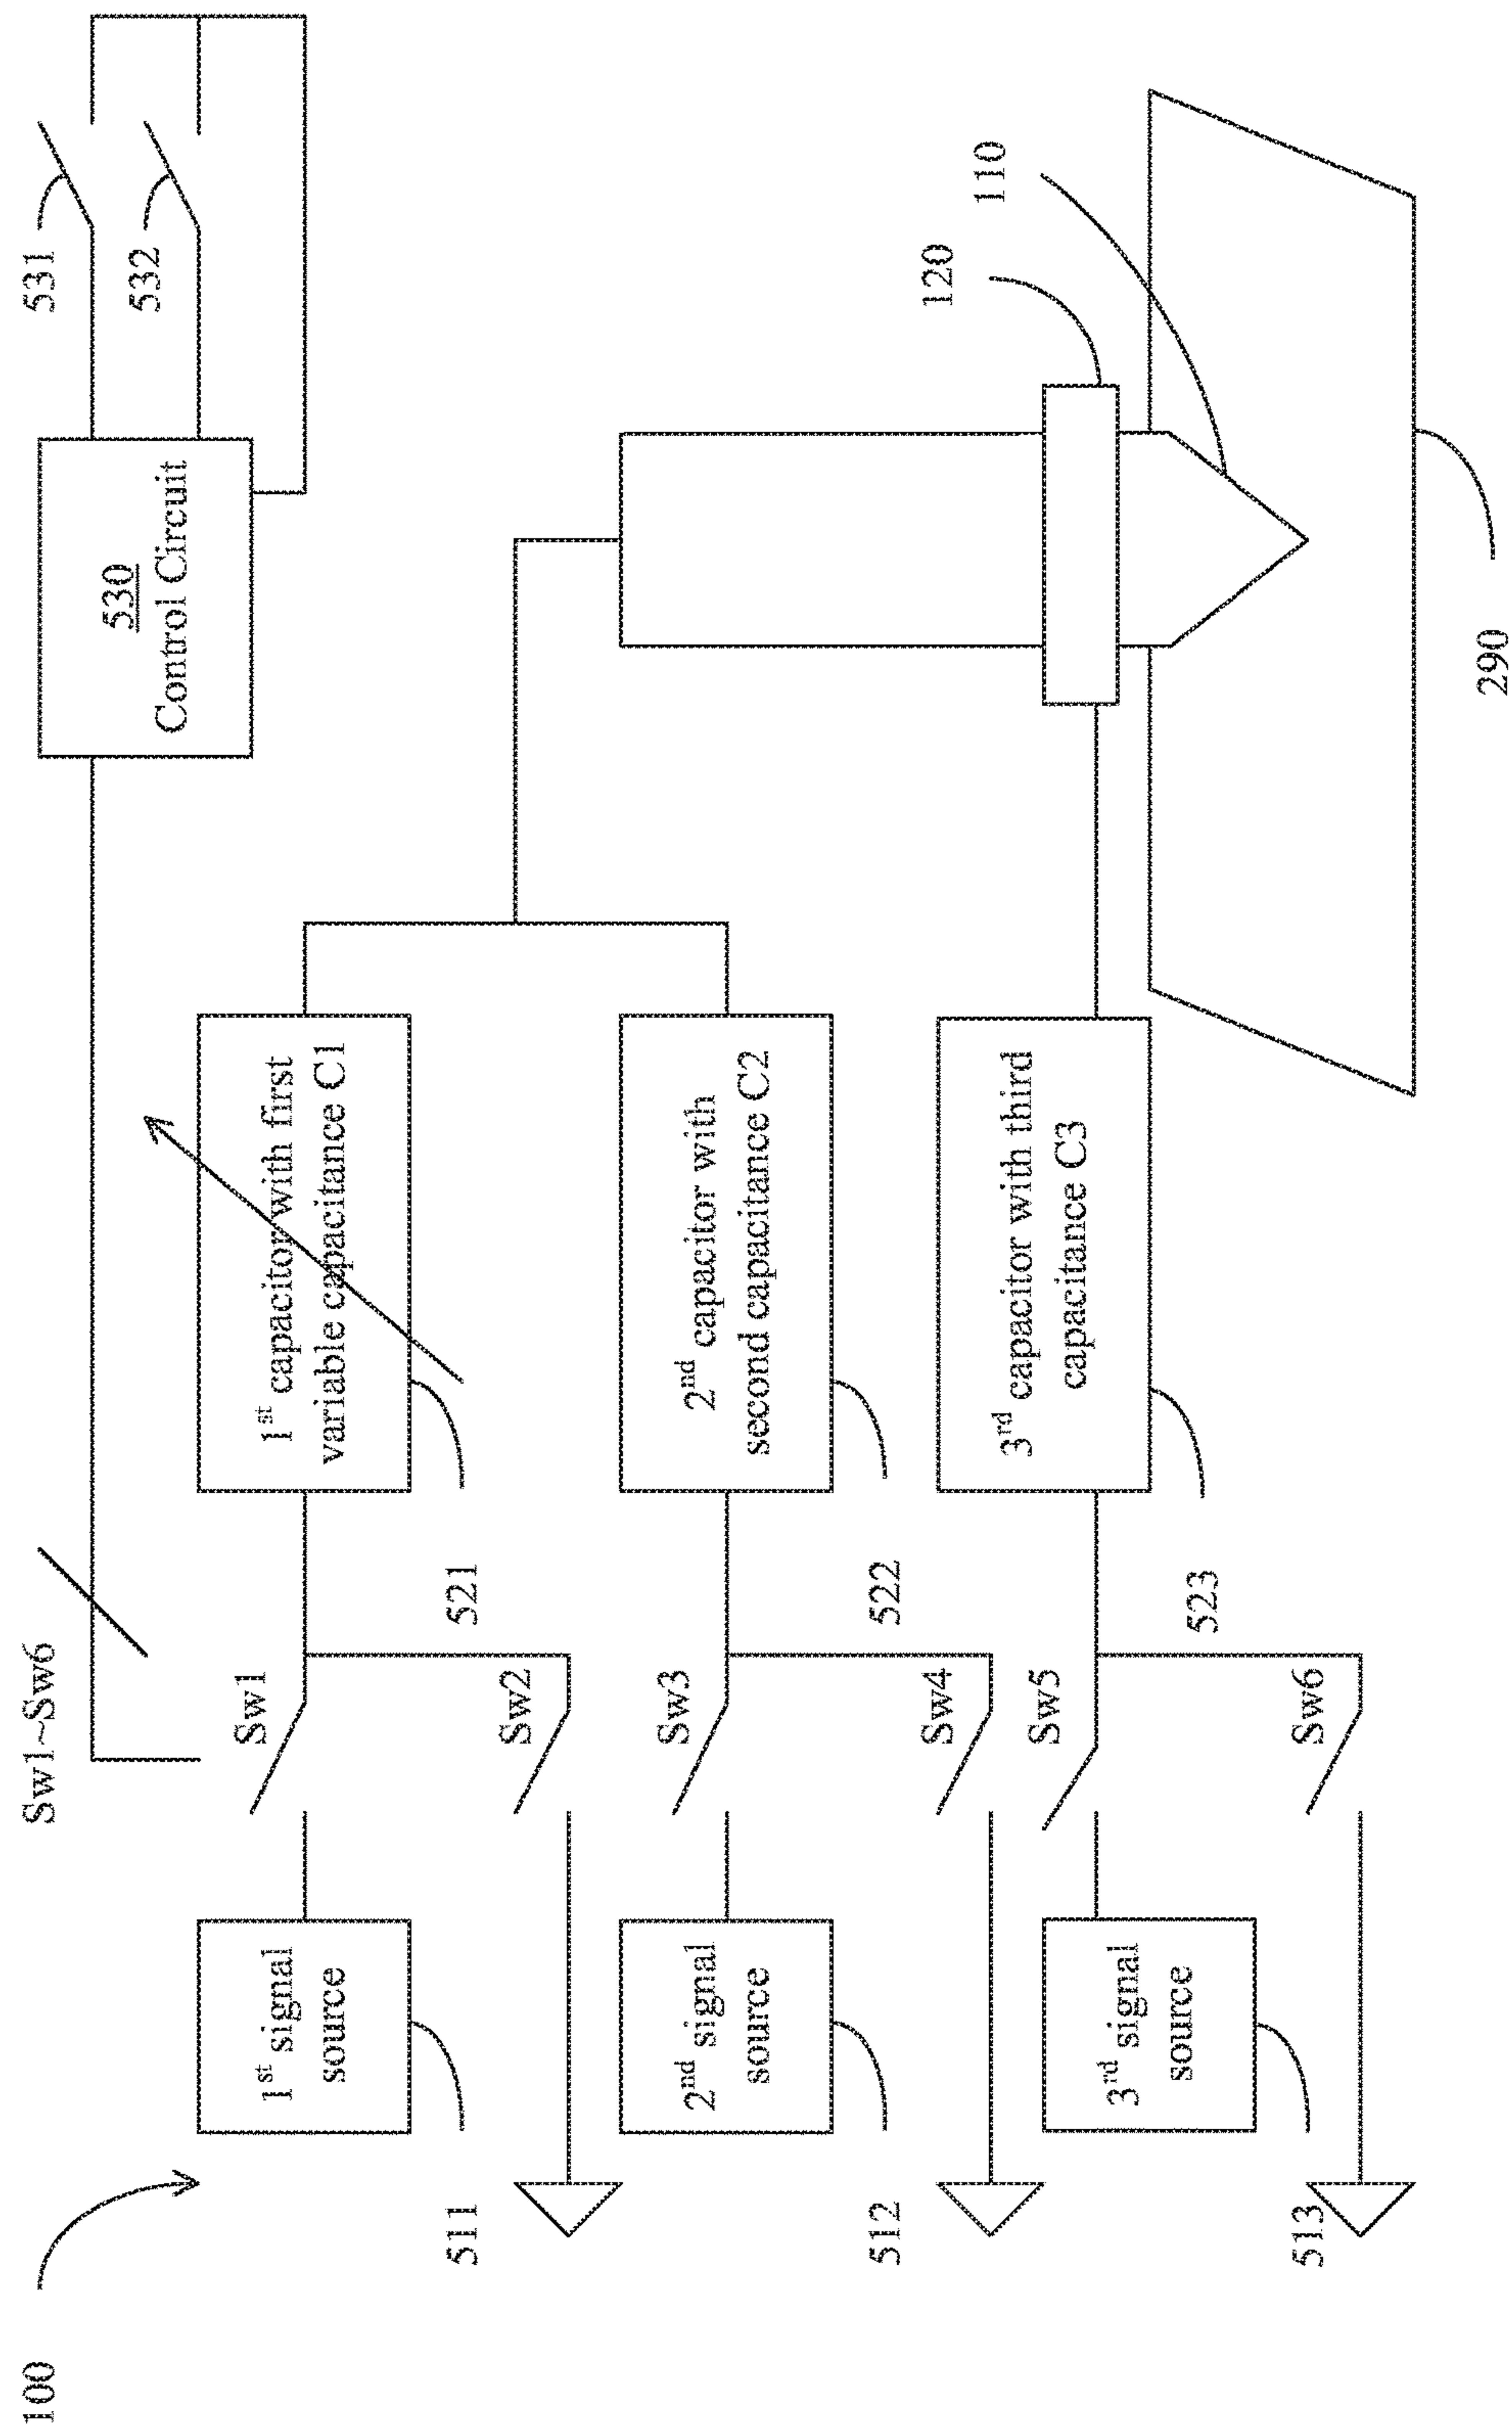 100
Sw1~Sw6
530
Control Circuit
531
532
1st signal
source
511
Sw1
Sw2
1st capacitor with first
variable capacitance C1
521
2nd signal
source
512
Sw3
Sw4
2nd capacitor with
second capacitance C2
522
3rd signal
source
513
Sw5
Sw6
3rd capacitor with third
capacitance C3
523
120
110
290